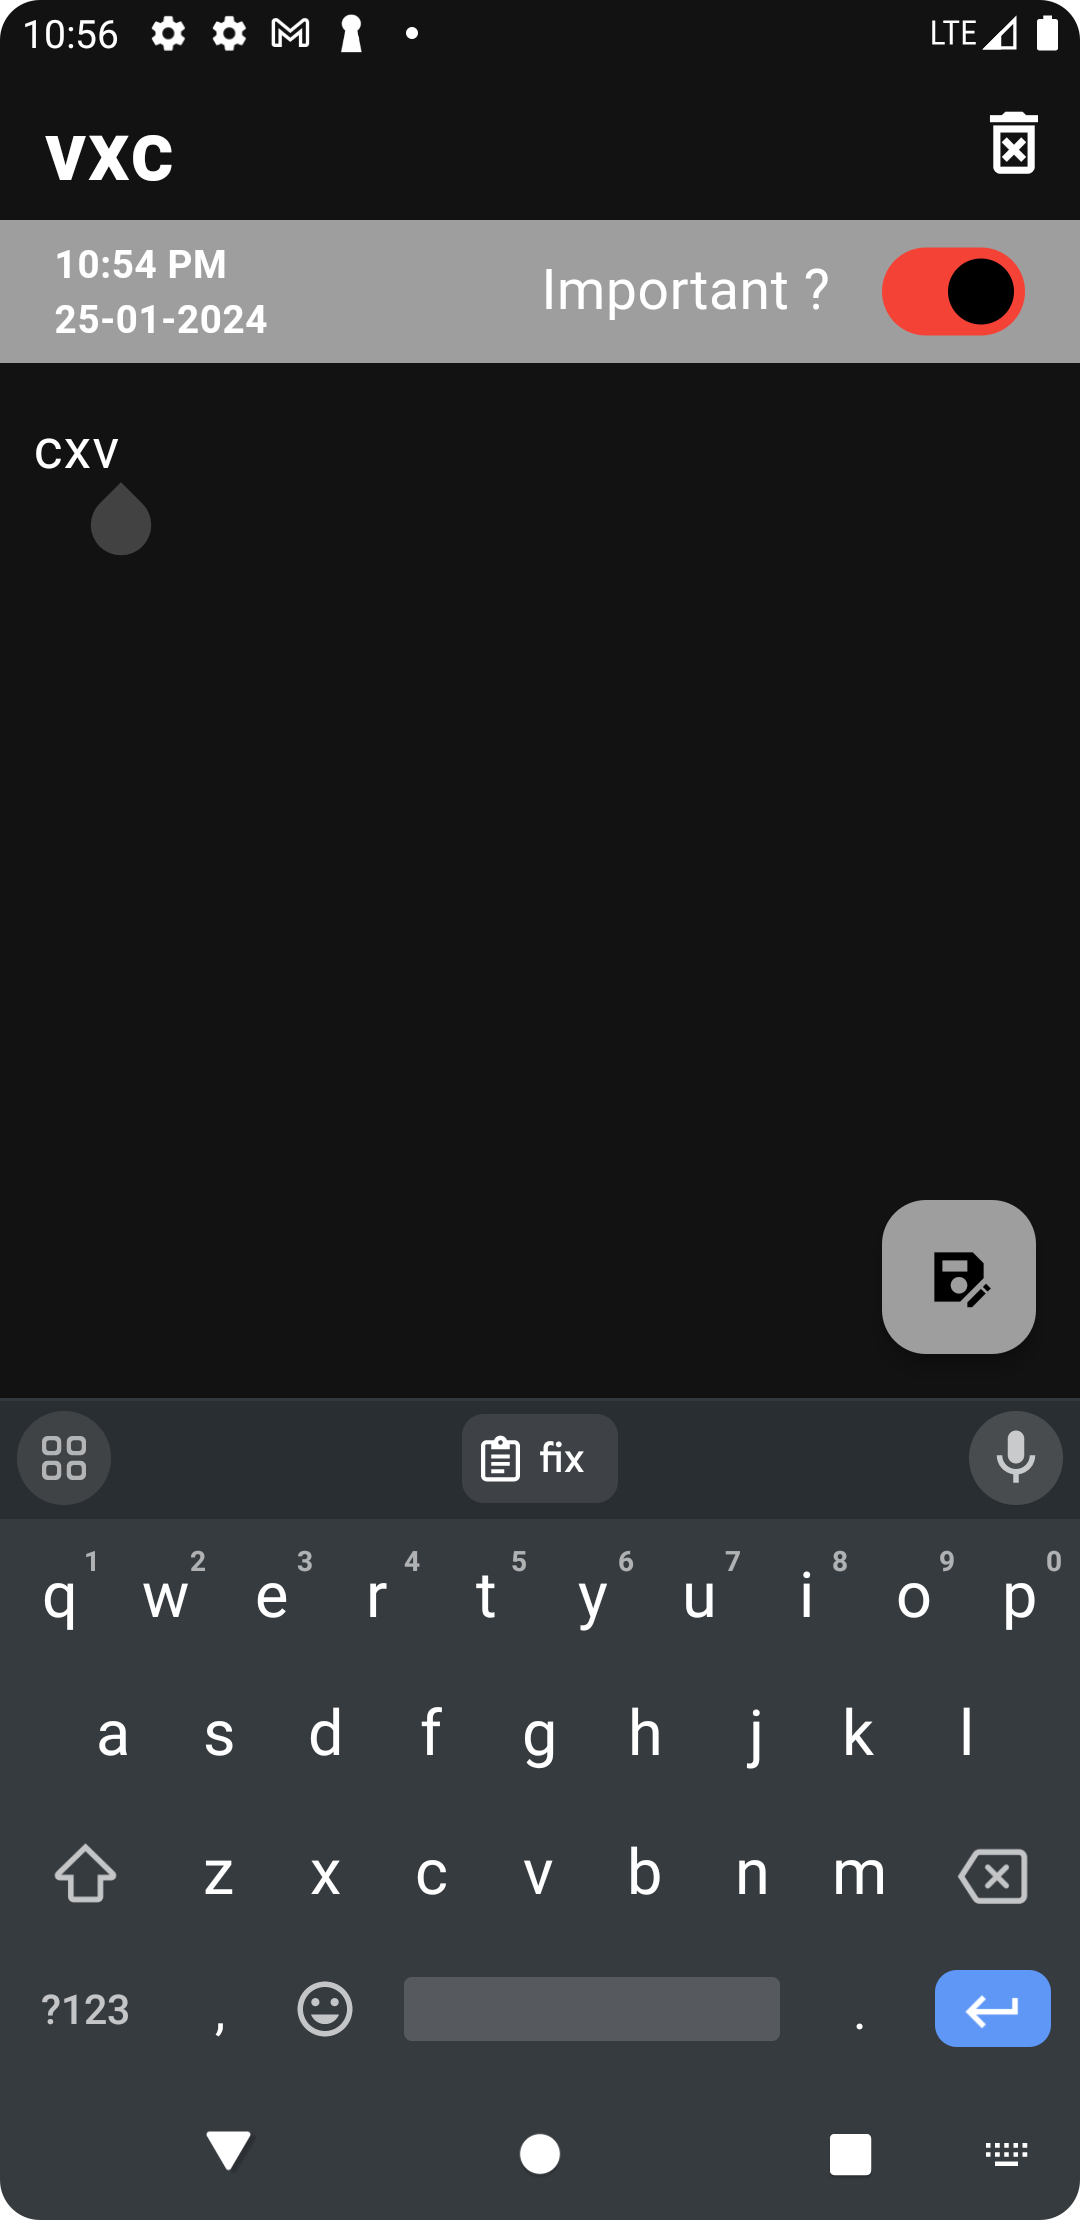 10:56
LTE
vxc
10:54 PM
Important ?
25-01-2024
cxv
fix
1 2 3 4 5 6 7 8 9 0
q w e r t y u i o p
a s d f g h j k l
z x c v b n m
?123 , .